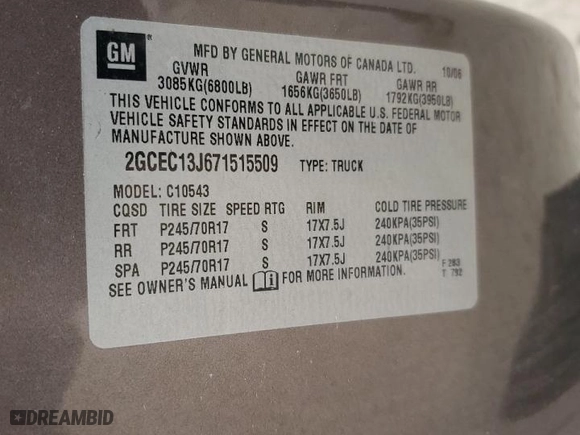 GM
®
MFD BY GENERAL MOTORS OF CANADA LTD. 10/06
GVWR GAWR FRT GAWR RR
3085KG(6800LB) 1656KG(3650LB) 1792KG(3950LB)
THIS VEHICLE CONFORMS TO ALL APPLICABLE U.S. FEDERAL MOTOR
VEHICLE SAFETY STANDARDS IN EFFECT ON THE DATE OF
MANUFACTURE SHOWN ABOVE.
2GCEC13J671515509 TYPE: TRUCK
MODEL: C10543
CQSD TIRE SIZE SPEED RTG RIM COLD TIRE PRESSURE
FRT P245/70R17 S 17X7.5J 240KPA(35PSI)
RR P245/70R17 S 17X7.5J 240KPA(35PSI)
SPA P245/70R17 S 17X7.5J 240KPA(35PSI)
SEE OWNER'S MANUAL FOR MORE INFORMATION.
F 283
T 792
DREAMBID